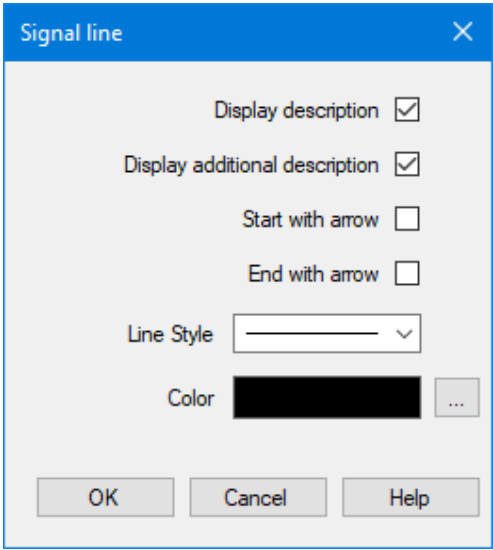 Signal line
Display description
Display additional description
Start with arrow
End with arrow
Line Style
Color
...
OK Cancel Help